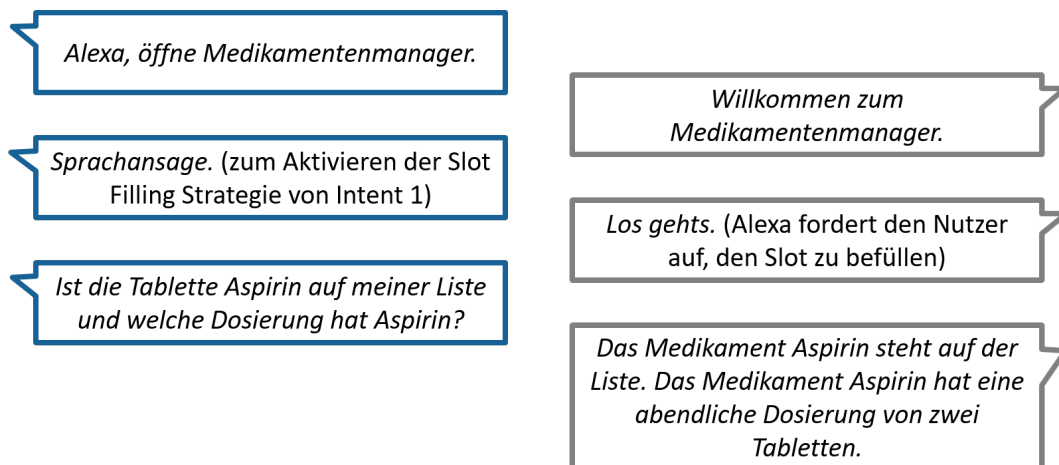 Alexa, öffne Medikamentenmanager.
Willkommen zum
Medikamentenmanager.
Sprachansage. (zum Aktivieren der Slot
Filling Strategie von Intent 1)
Los gehts. (Alexa fordert den Nutzer
auf, den Slot zu befüllen)
Ist die Tablette Aspirin auf meiner Liste
und welche Dosierung hat Aspirin?
Das Medikament Aspirin steht auf der
Liste. Das Medikament Aspirin hat eine
abendliche Dosierung von zwei
Tabletten.